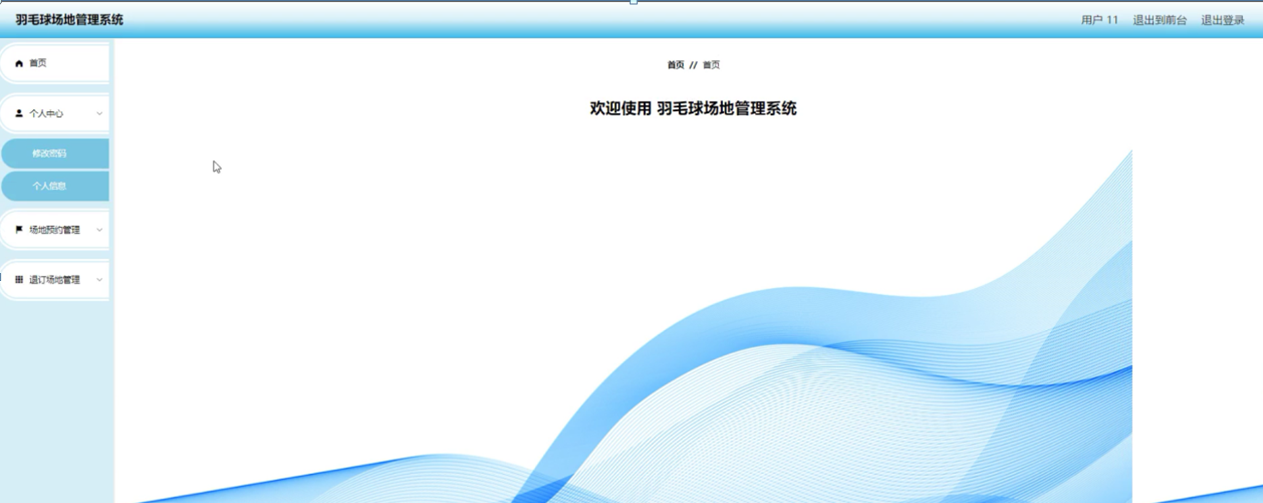 羽毛球场地管理系统
用户 11 退出到前台 退出登录
首页
首页 // 首页
个人中心
欢迎使用 羽毛球场地管理系统
修改密码
个人信息
场地预约管理
退订场地管理